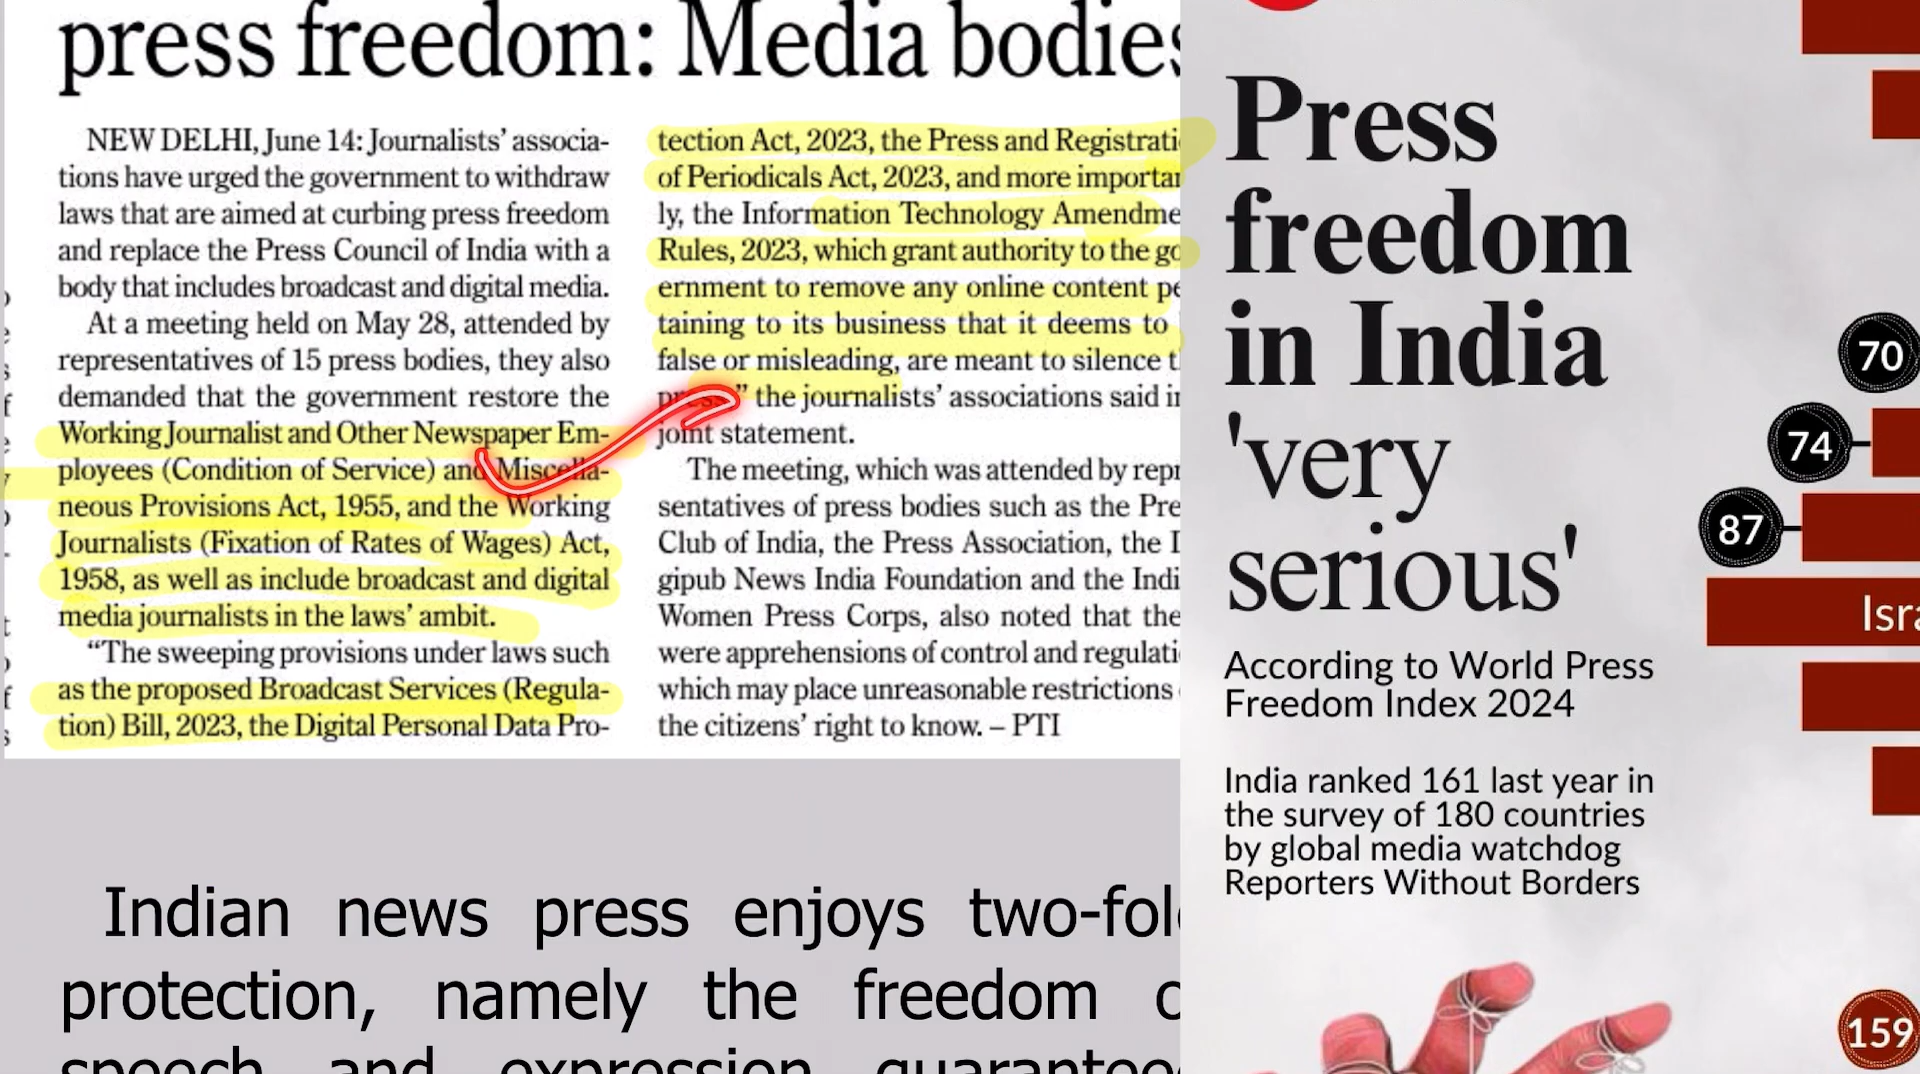 press freedom: Media bodies
NEW DELHI, June 14: Journalists’ associa-
tions have urged the government to withdraw
laws that are aimed at curbing press freedom
and replace the Press Council of India with a
body that includes broadcast and digital media.
At a meeting held on May 28, attended by
representatives of 15 press bodies, they also
demanded that the government restore the
Working Journalist and Other Newspaper Em-
ployees (Condition of Service) and Miscella-
neous Provisions Act, 1955, and the Working
Journalists (Fixation of Rates of Wages) Act,
1958, as well as include broadcast and digital
media journalists in the laws’ ambit.
“The sweeping provisions under laws such
as the proposed Broadcast Services (Regula-
tion) Bill, 2023, the Digital Personal Data Pro-
tection Act, 2023, the Press and Registrati
of Periodicals Act, 2023, and more importan
ly, the Information Technology Amendme
Rules, 2023, which grant authority to the go
ernment to remove any online content pe
taining to its business that it deems to
false or misleading, are meant to silence t
press” the journalists’ associations said in
joint statement.
The meeting, which was attended by repr
sentatives of press bodies such as the Pre
Club of India, the Press Association, the D
gipub News India Foundation and the Indi
Women Press Corps, also noted that the
were apprehensions of control and regulati
which may place unreasonable restrictions
the citizens’ right to know. – PTI
Indian news press enjoys two-fol
protection, namely the freedom o
speech and expression guarantee
Press
freedom
in India
'very
serious'
According to World Press
Freedom Index 2024
India ranked 161 last year in
the survey of 180 countries
by global media watchdog
Reporters Without Borders
70
74
87
Isra
159